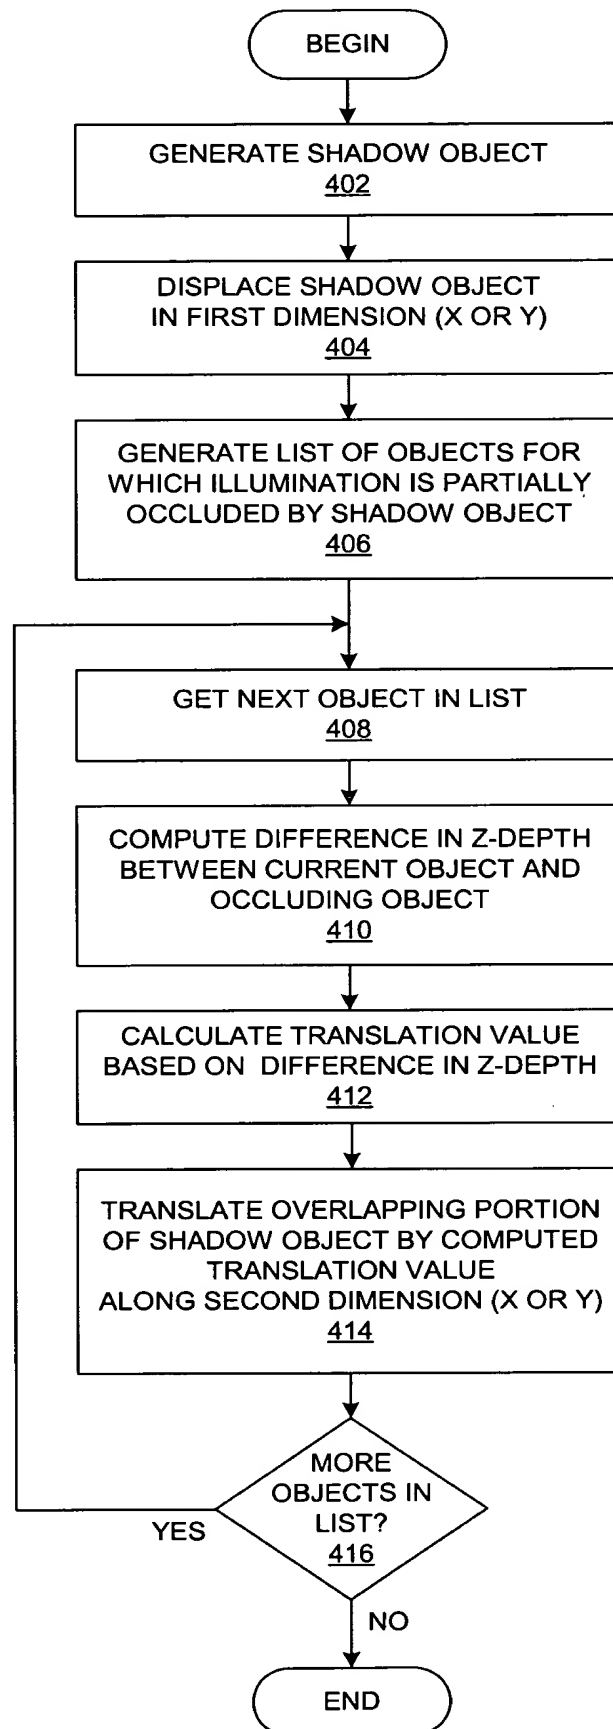 BEGIN
GENERATE SHADOW OBJECT
402
DISPLACE SHADOW OBJECT
IN FIRST DIMENSION (X OR Y)
404
GENERATE LIST OF OBJECTS FOR
WHICH ILLUMINATION IS PARTIALLY
OCCLUDED BY SHADOW OBJECT
406
GET NEXT OBJECT IN LIST
408
COMPUTE DIFFERENCE IN Z-DEPTH
BETWEEN CURRENT OBJECT AND
OCCLUDING OBJECT
410
CALCULATE TRANSLATION VALUE
BASED ON DIFFERENCE IN Z-DEPTH
412
TRANSLATE OVERLAPPING PORTION
OF SHADOW OBJECT BY COMPUTED
TRANSLATION VALUE
ALONG SECOND DIMENSION (X OR Y)
414
MORE
OBJECTS IN
LIST?
416
YES
NO
END